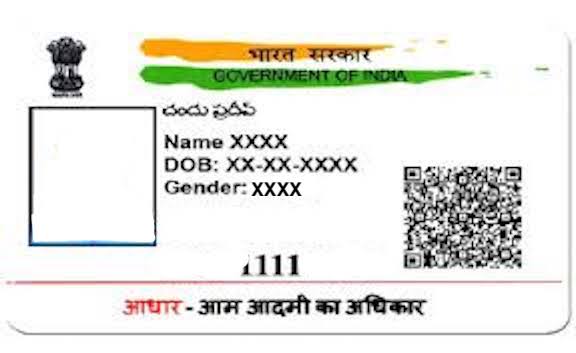 भारत सरकार
GOVERNMENT OF INDIA
చందు ప్రదీప్
Name XXXX
DOB: XX-XX-XXXX
Gender: XXXX
1111
आधार - आम आदमी का अधिकार